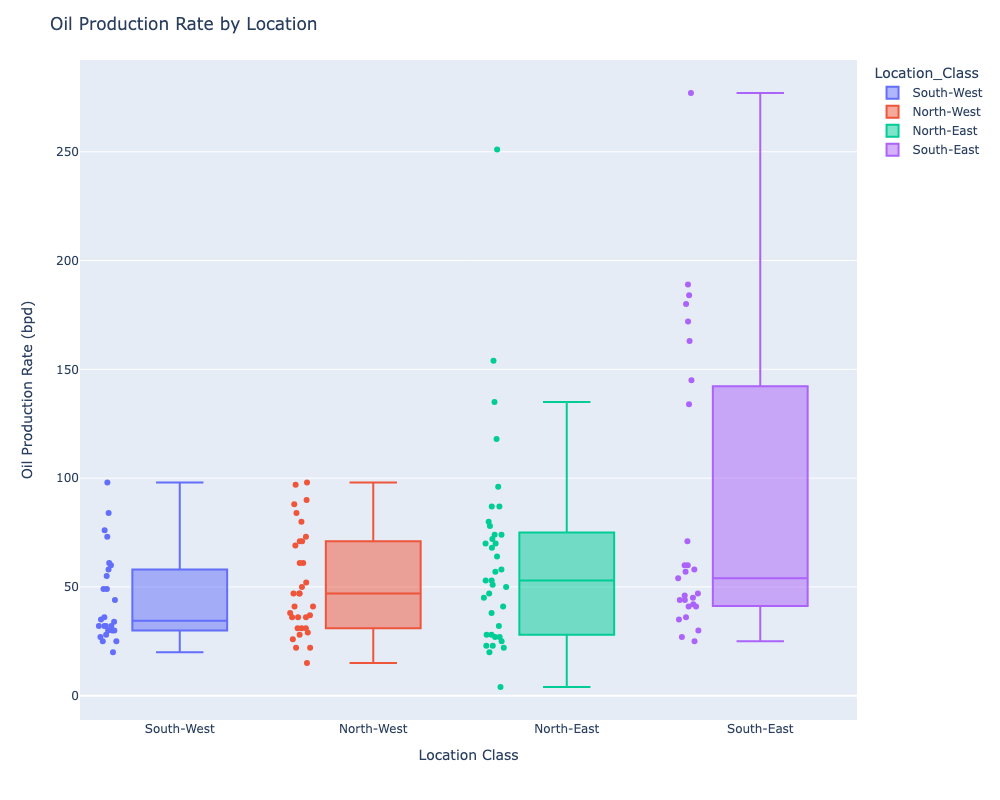 Oil Production Rate by Location
Location_Class
South-West
North-West
North-East
South-East
Oil Production Rate (bpd)
250
200
150
100
50
0
South-West
North-West
North-East
South-East
Location Class